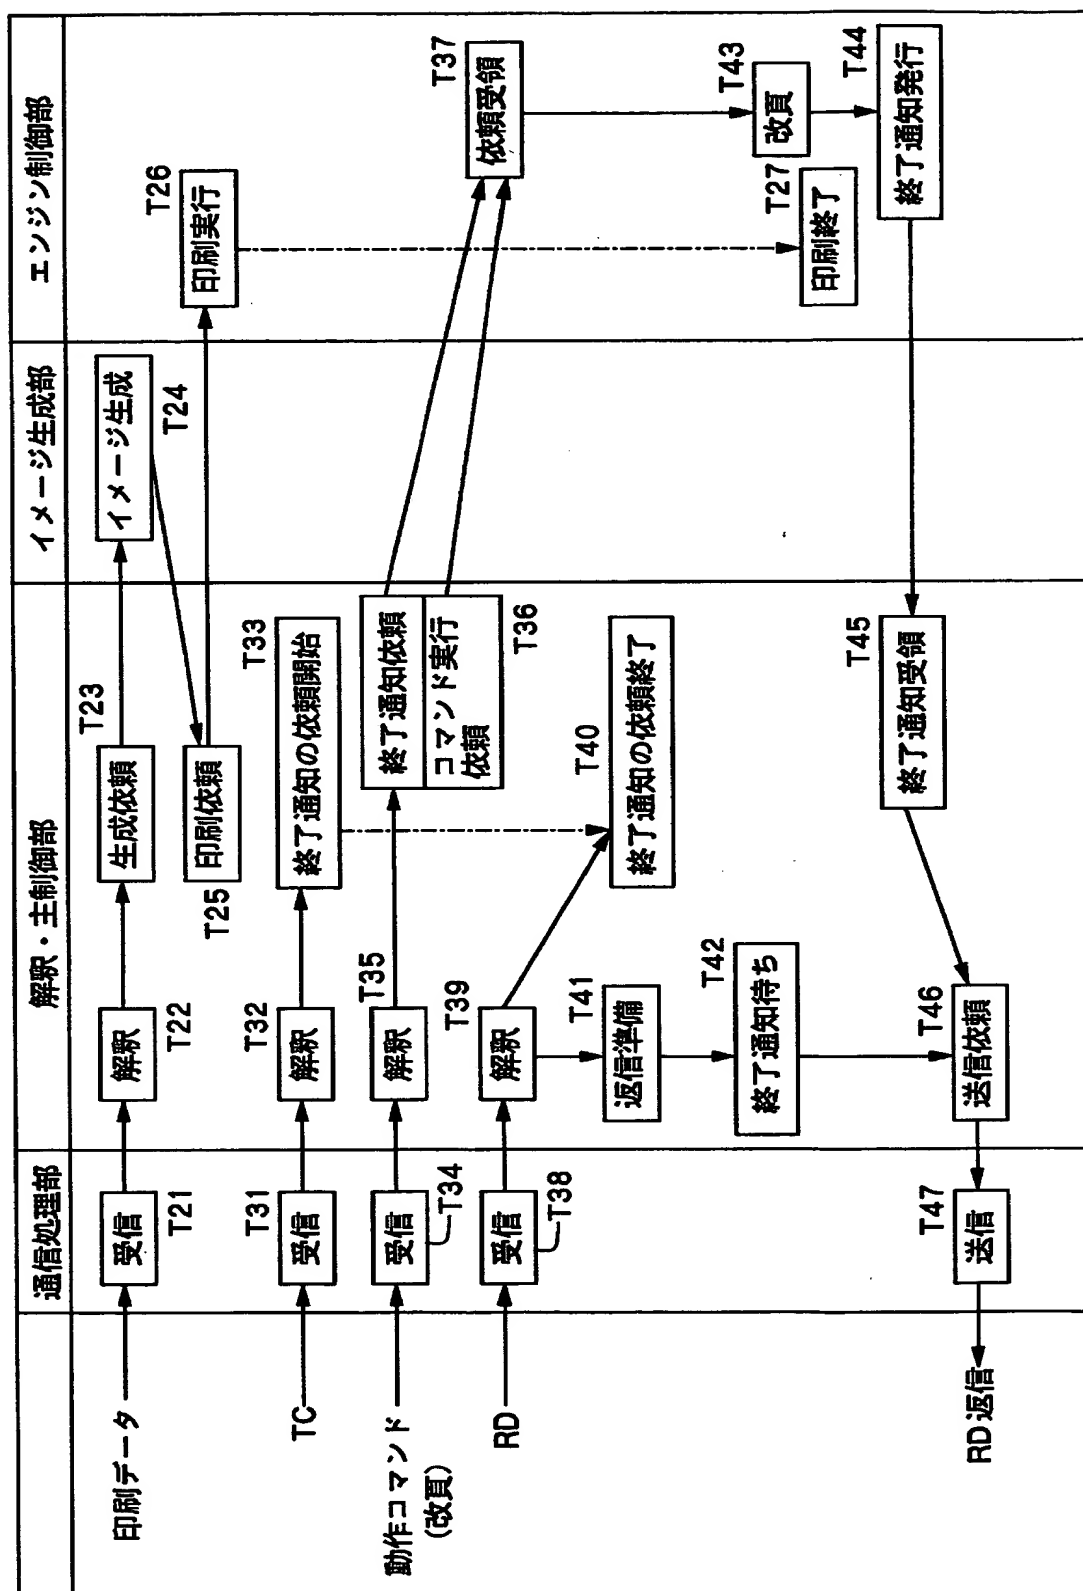 通信処理部
解釈・主制御部
イメージ生成部
エンジン制御部
印刷データ
受信
T21
解釈
T22
生成依頼
T23
イメージ生成
T24
印刷依頼
T25
印刷実行
T26
TC
受信
T31
解釈
T32
終了通知の依頼開始
T33
動作コマンド
(改頁)
受信
T34
解釈
T35
終了通知依頼
コマンド実行
依頼
T36
依頼受領
T37
RD
受信
T38
解釈
T39
終了通知の依頼終了
T40
返信準備
T41
終了通知待ち
T42
改頁
T43
印刷終了
T27
終了通知発行
T44
終了通知受領
T45
送信依頼
T46
送信
T47
RD返信